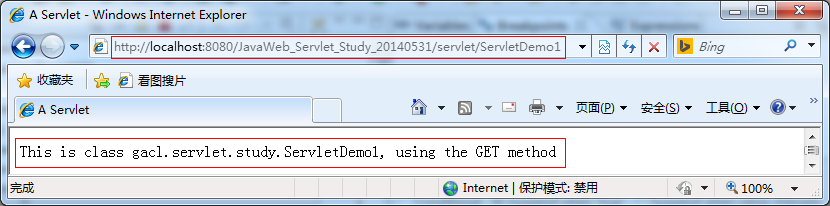 A Servlet - Windows Internet Explorer
http://localhost:8080/JavaWeb_Servlet_Study_20140531/servlet/ServletDemo1
Bing
收藏夹 看图搜片
A Servlet
页面(P) 安全(S) 工具(O)
This is class gacl.servlet.study.ServletDemo1, using the GET method
完成 Internet | 保护模式: 禁用 100%